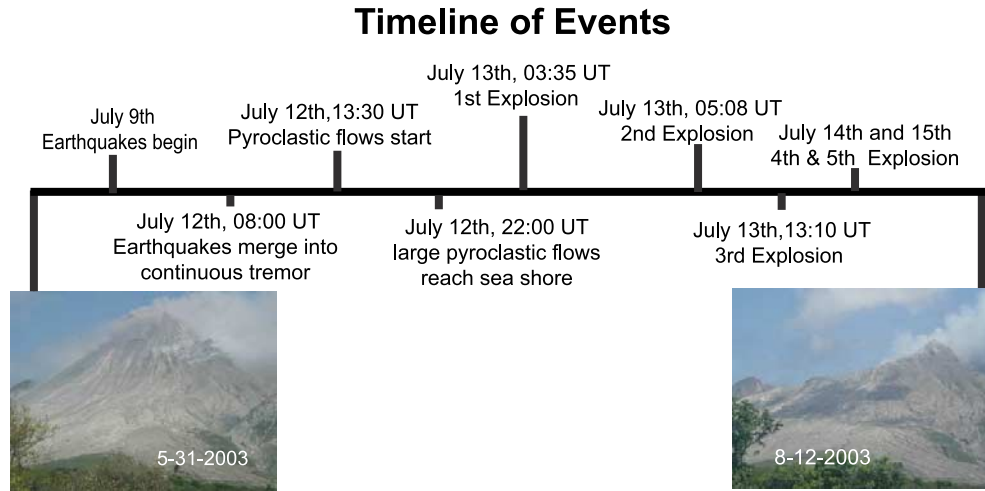 Timeline of Events
July 9th
Earthquakes begin
July 12th, 08:00 UT
Earthquakes merge into
continuous tremor
July 12th,13:30 UT
Pyroclastic flows start
July 12th, 22:00 UT
large pyroclastic flows
reach sea shore
July 13th, 03:35 UT
1st Explosion
July 13th, 05:08 UT
2nd Explosion
July 13th,13:10 UT
3rd Explosion
July 14th and 15th
4th & 5th Explosion
5-31-2003
8-12-2003